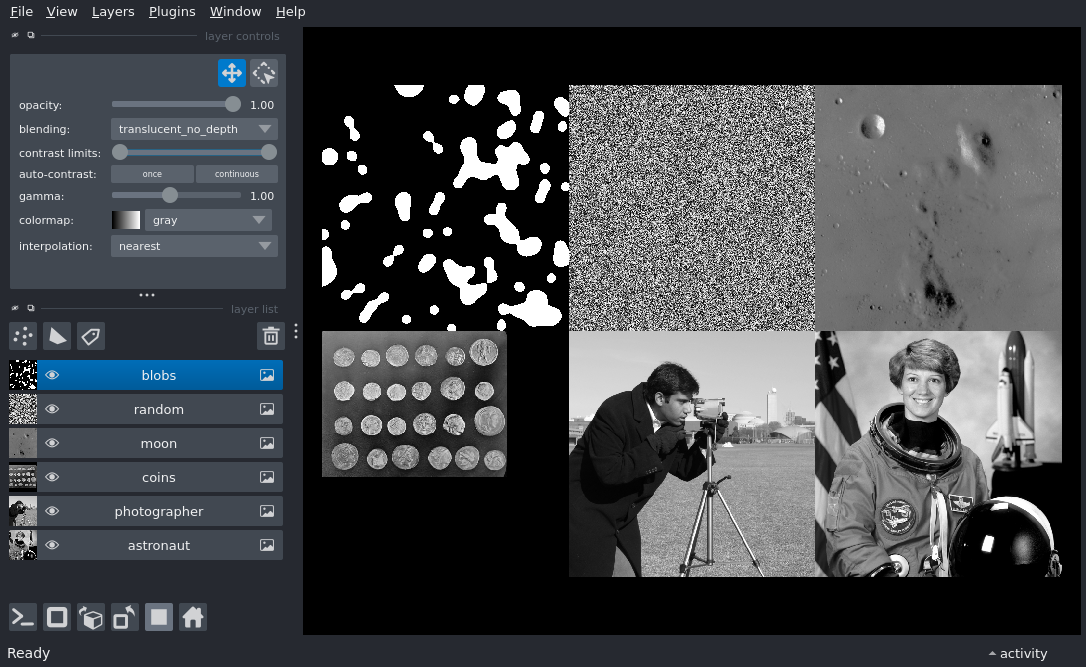 File View Layers Plugins Window Help
layer controls
opacity: 1.00
blending: translucent_no_depth
contrast limits:
auto-contrast: once continuous
gamma: 1.00
colormap: gray
interpolation: nearest
layer list
blobs
random
moon
coins
photographer
astronaut
Ready activity